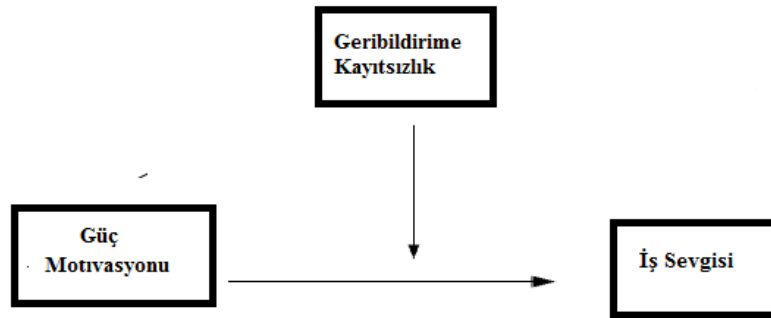 Geribildirime
Kayıtsızlık
Güç
Motıvasyonu
İş Sevgisi